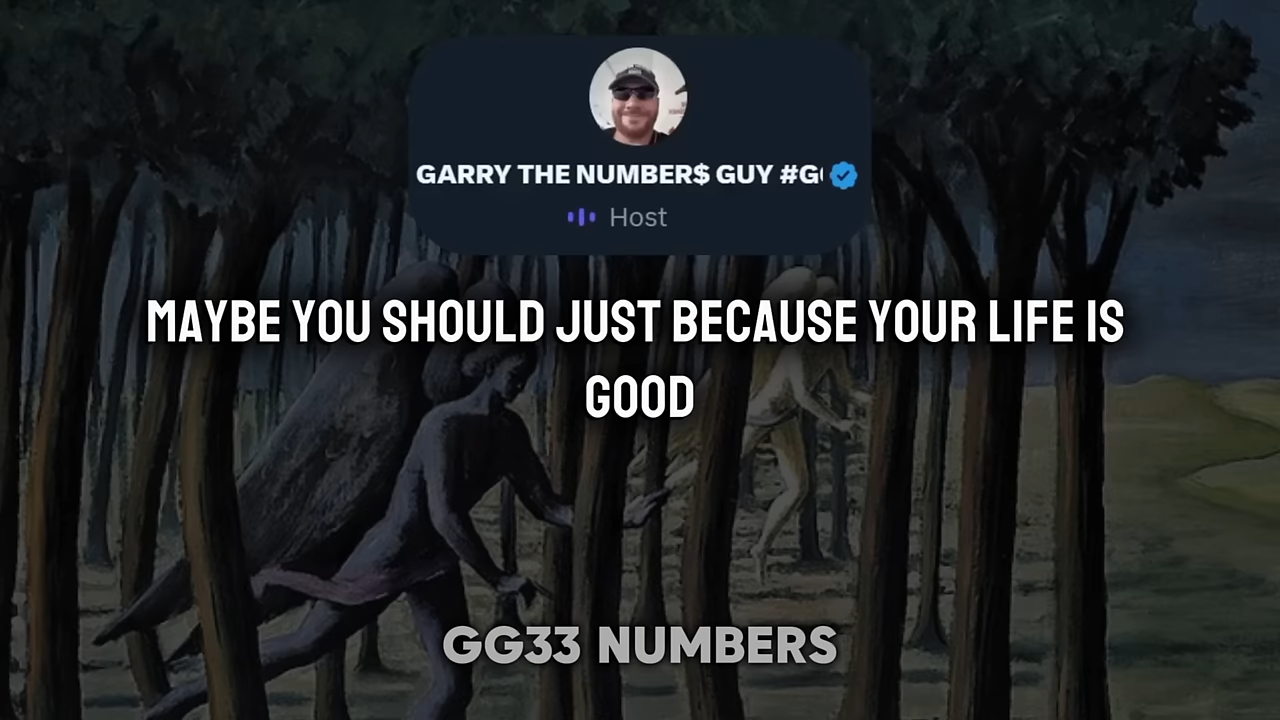 GARRY THE NUMBER$ GUY #G
Host
MAYBE YOU SHOULD JUST BECAUSE YOUR LIFE IS
GOOD
GG33 NUMBERS